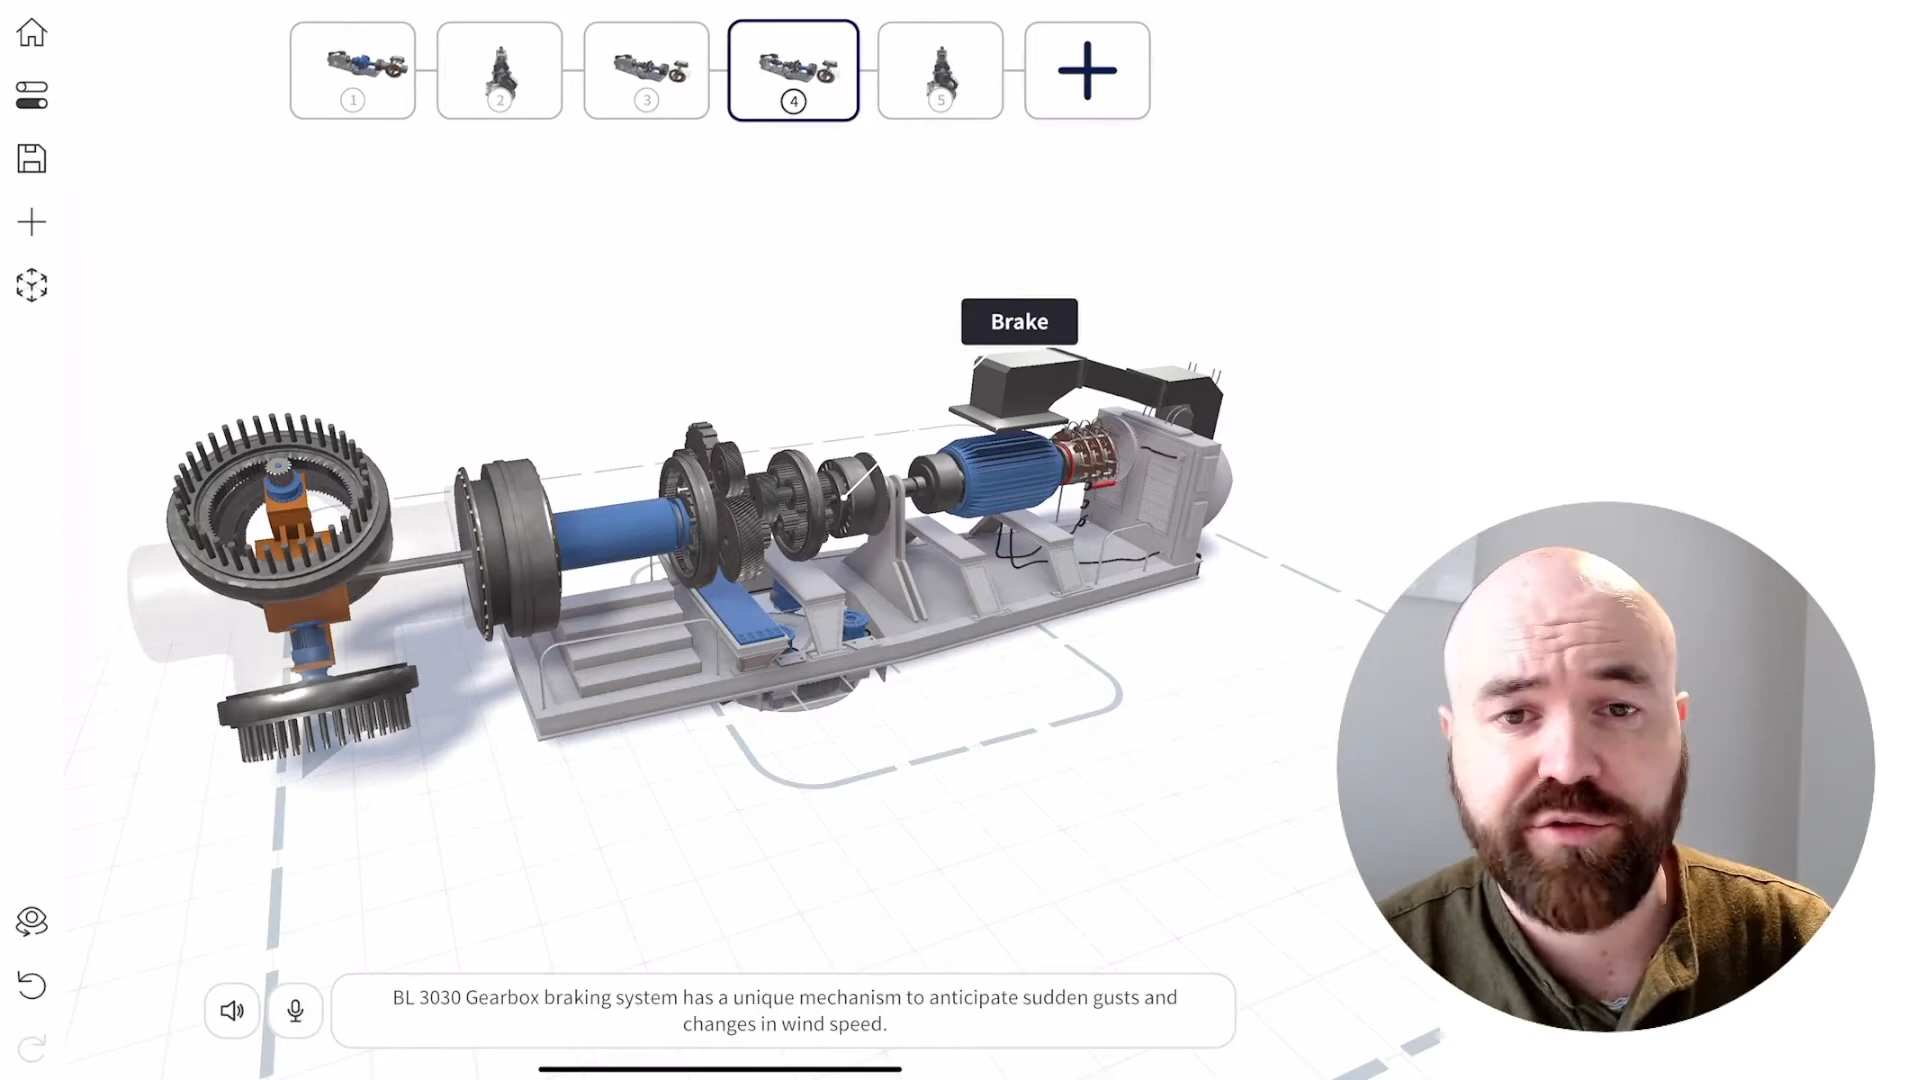 1
2
3
4
5
Brake
BL 3030 Gearbox braking system has a unique mechanism to anticipate sudden gusts and
changes in wind speed.